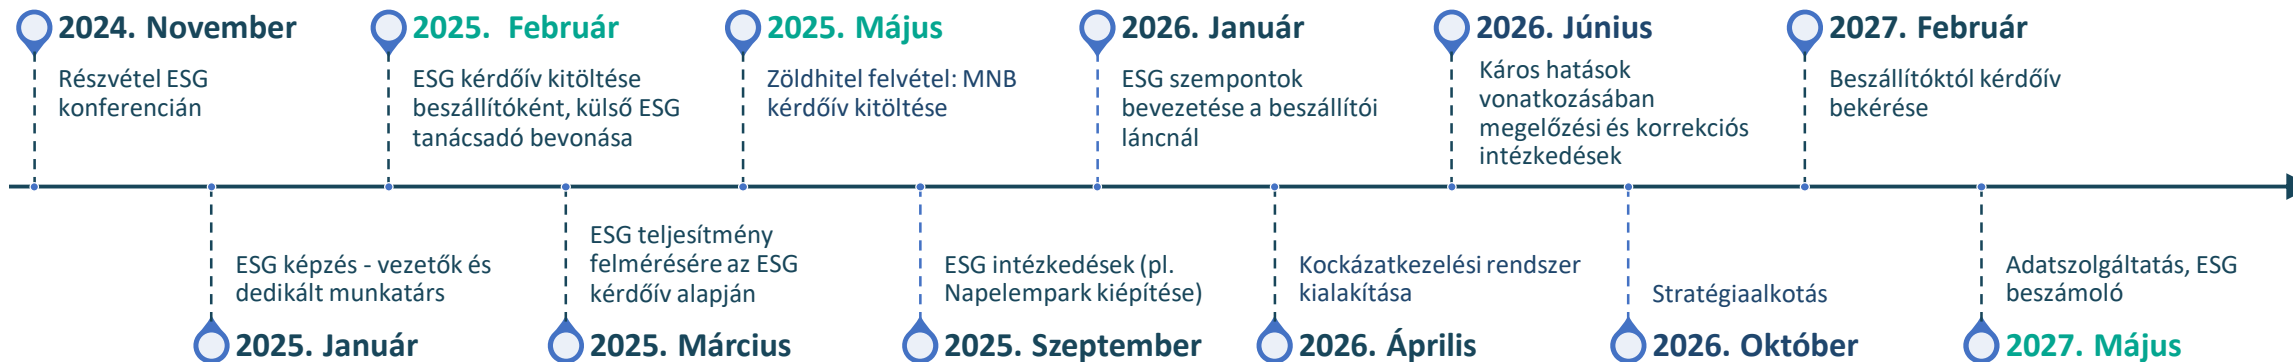 2024. November
Részvétel ESG
konferencián
2025. Február
ESG kérdőív kitöltése
beszállítóként, külső ESG
tanácsadó bevonása
2025. Május
Zöldhitel felvétel: MNB
kérdőív kitöltése
2026. Január
ESG szempontok
bevezetése a beszállítói
láncnál
2026. Június
Káros hatások
vonatkozásában
megelőzési és korrekciós
intézkedések
2027. Február
Beszállítóktól kérdőív
bekérése
ESG képzés - vezetők és
dedikált munkatárs
2025. Január
ESG teljesítmény
felmérésére az ESG
kérdőív alapján
2025. Március
ESG intézkedések (pl.
Napelempark kiépítése)
2025. Szeptember
Kockázatkezelési rendszer
kialakítása
2026. Április
Stratégiaalkotás
2026. Október
Adatszolgáltatás, ESG
beszámoló
2027. Május